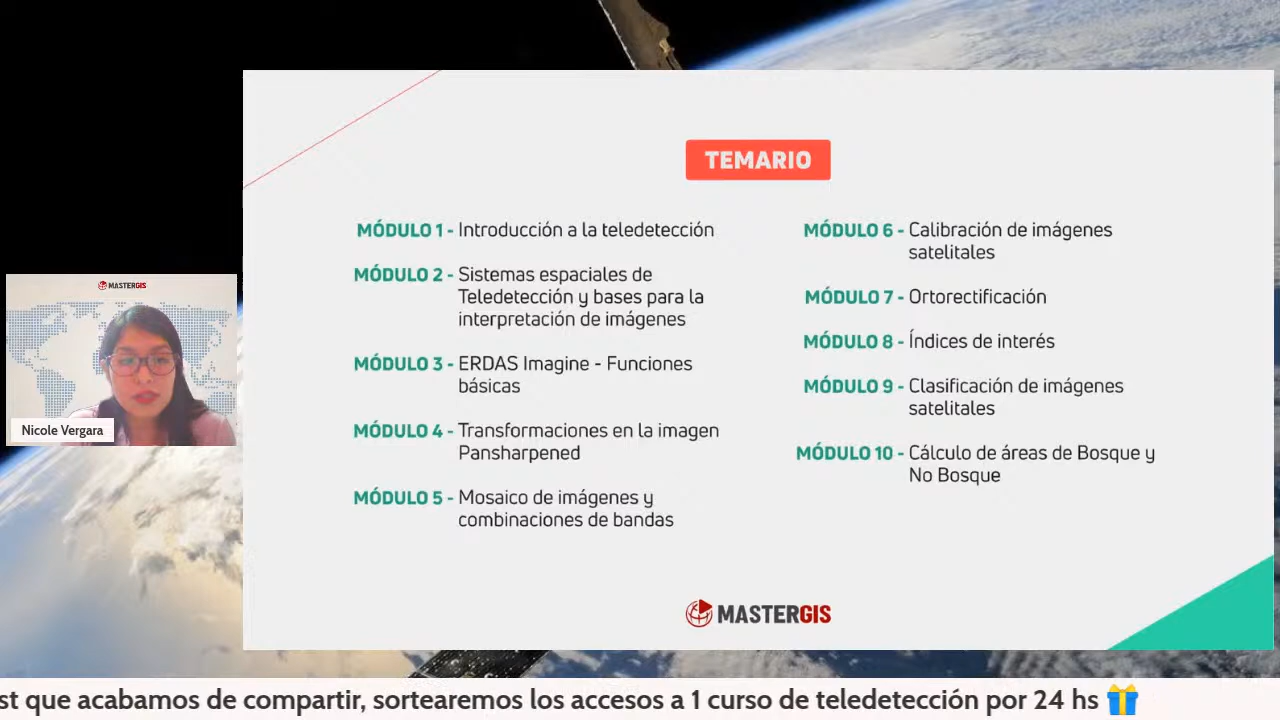 TEMARIO
MÓDULO 1 - Introducción a la teledetección
MÓDULO 2 - Sistemas espaciales de
Teledetección y bases para la
interpretación de imágenes
MÓDULO 3 - ERDAS Imagine - Funciones
básicas
MÓDULO 4 - Transformaciones en la imagen
Pansharpened
MÓDULO 5 - Mosaico de imágenes y
combinaciones de bandas
MÓDULO 6 - Calibración de imágenes
satelitales
MÓDULO 7 - Ortorectificación
MÓDULO 8 - Índices de interés
MÓDULO 9 - Clasificación de imágenes
satelitales
MÓDULO 10 - Cálculo de áreas de Bosque y
No Bosque
MASTERGIS
MASTERGIS
Nicole Vergara
st que acabamos de compartir, sortearemos los accesos a 1 curso de teledetección por 24 hs 🎁